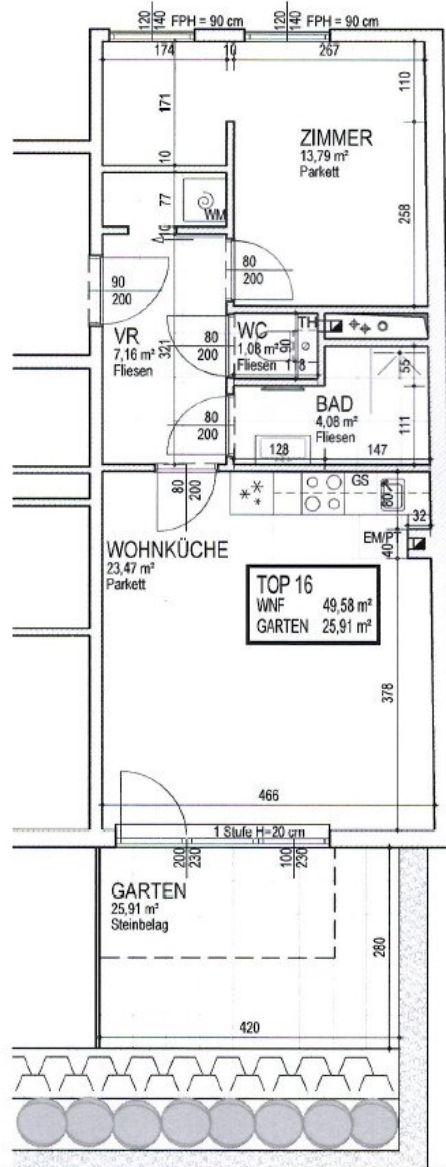 120
140
FPH = 90 cm
120
140
FPH = 90 cm
174
10
267
171
110
ZIMMER
13,79 m²
Parkett
10
77
WM
258
10
90
200
80
200
VR
7,16 m²
Fliesen
321
80
200
WC
1,08 m²
Fliesen
90
118
TH
55
BAD
4,08 m²
Fliesen
80
200
111
128
147
80
200
GS
60
32
EM/PT
40
WOHNKÜCHE
23,47 m²
Parkett
TOP 16
WNF 49,58 m²
GARTEN 25,91 m²
378
466
1 Stufe H=20 cm
200
230
100
230
GARTEN
25,91 m²
Steinbelag
280
420